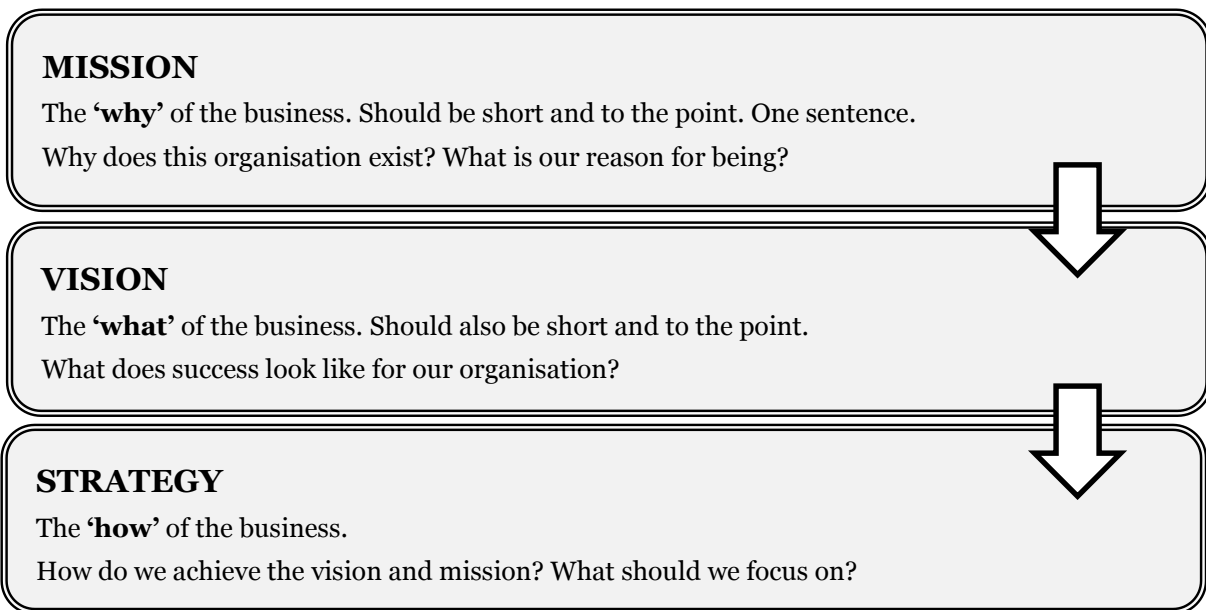 MISSION
The ‘why’ of the business. Should be short and to the point. One sentence.
Why does this organisation exist? What is our reason for being?
VISION
The ‘what’ of the business. Should also be short and to the point.
What does success look like for our organisation?
STRATEGY
The ‘how’ of the business.
How do we achieve the vision and mission? What should we focus on?